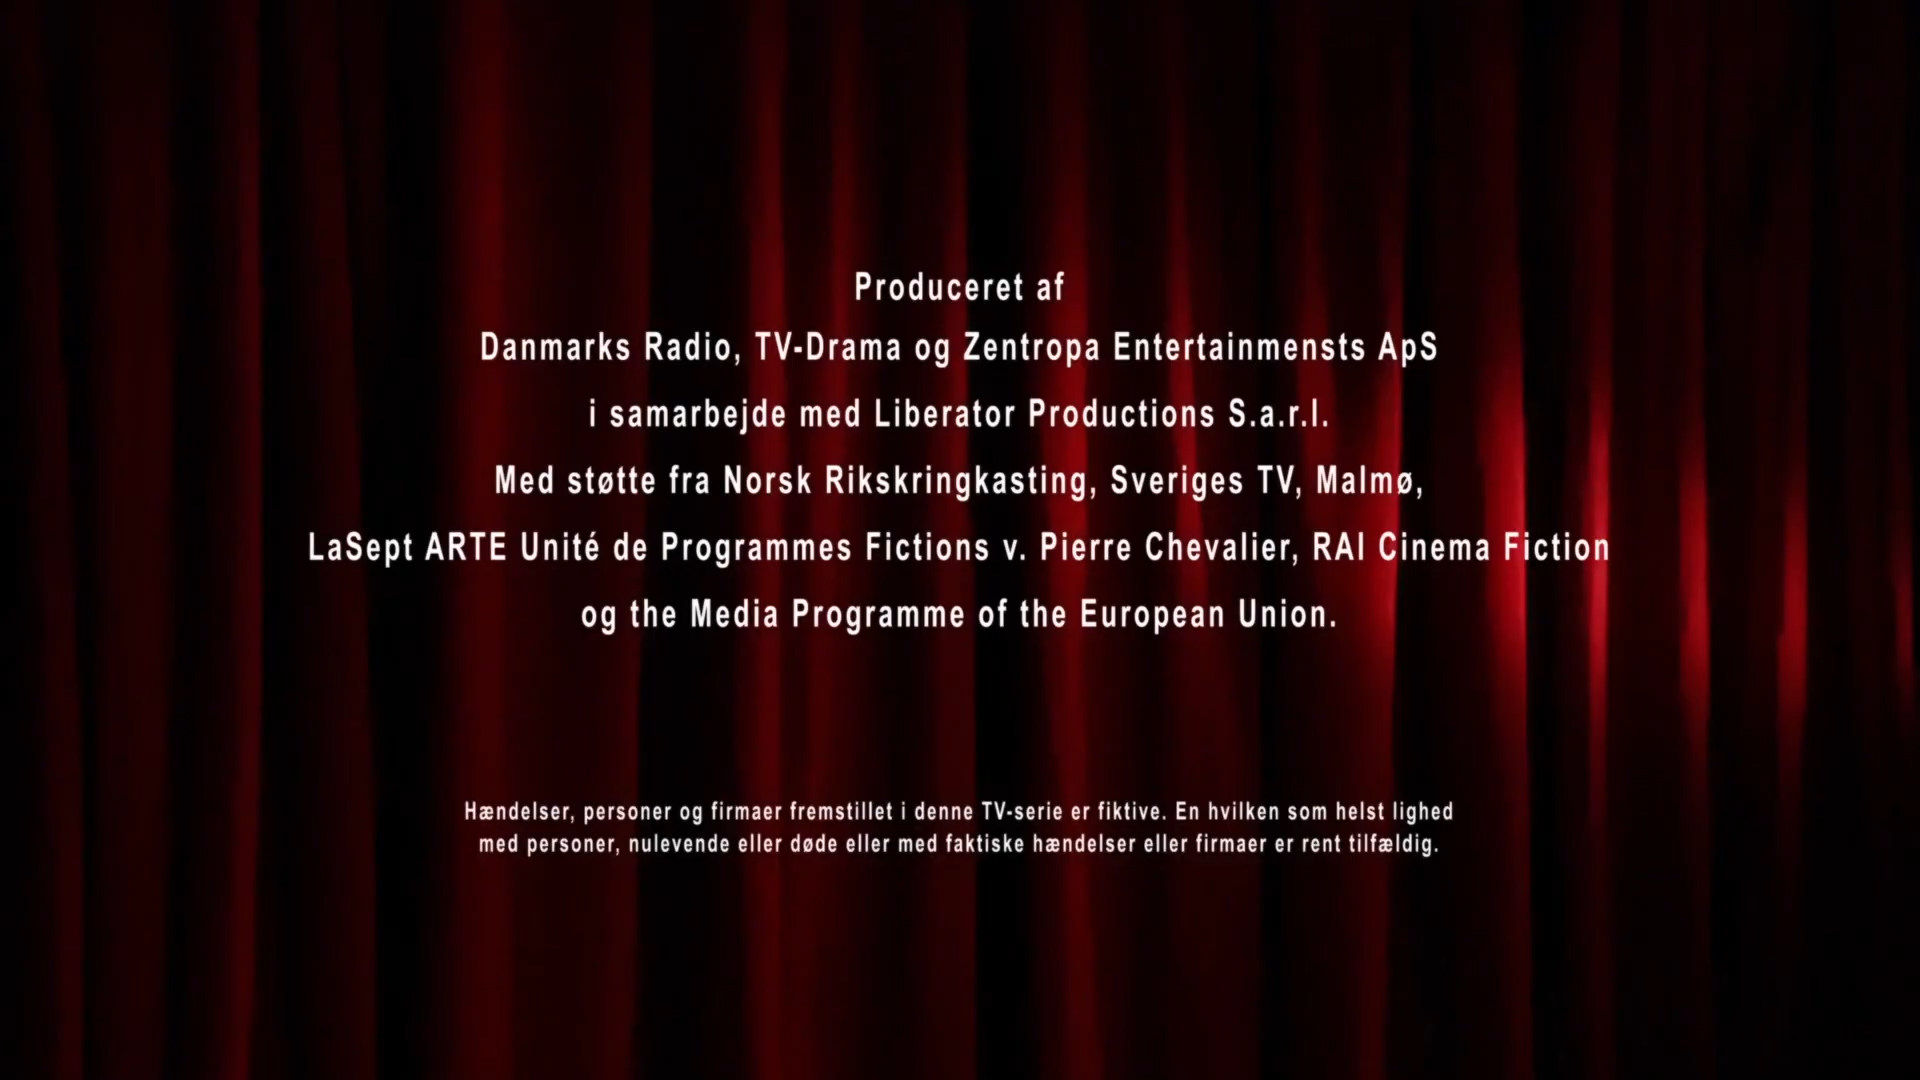 Produceret af
Danmarks Radio, TV-Drama og Zentropa Entertainmensts ApS
i samarbejde med Liberator Productions S.a.r.l.
Med støtte fra Norsk Rikskringkasting, Sveriges TV, Malmø,
LaSept ARTE Unité de Programmes Fictions v. Pierre Chevalier, RAI Cinema Fiction
og the Media Programme of the European Union.
Hændelser, personer og firmaer fremstillet i denne TV-serie er fiktive. En hvilken som helst lighed
med personer, nulevende eller døde eller med faktiske hændelser eller firmaer er rent tilfældig.